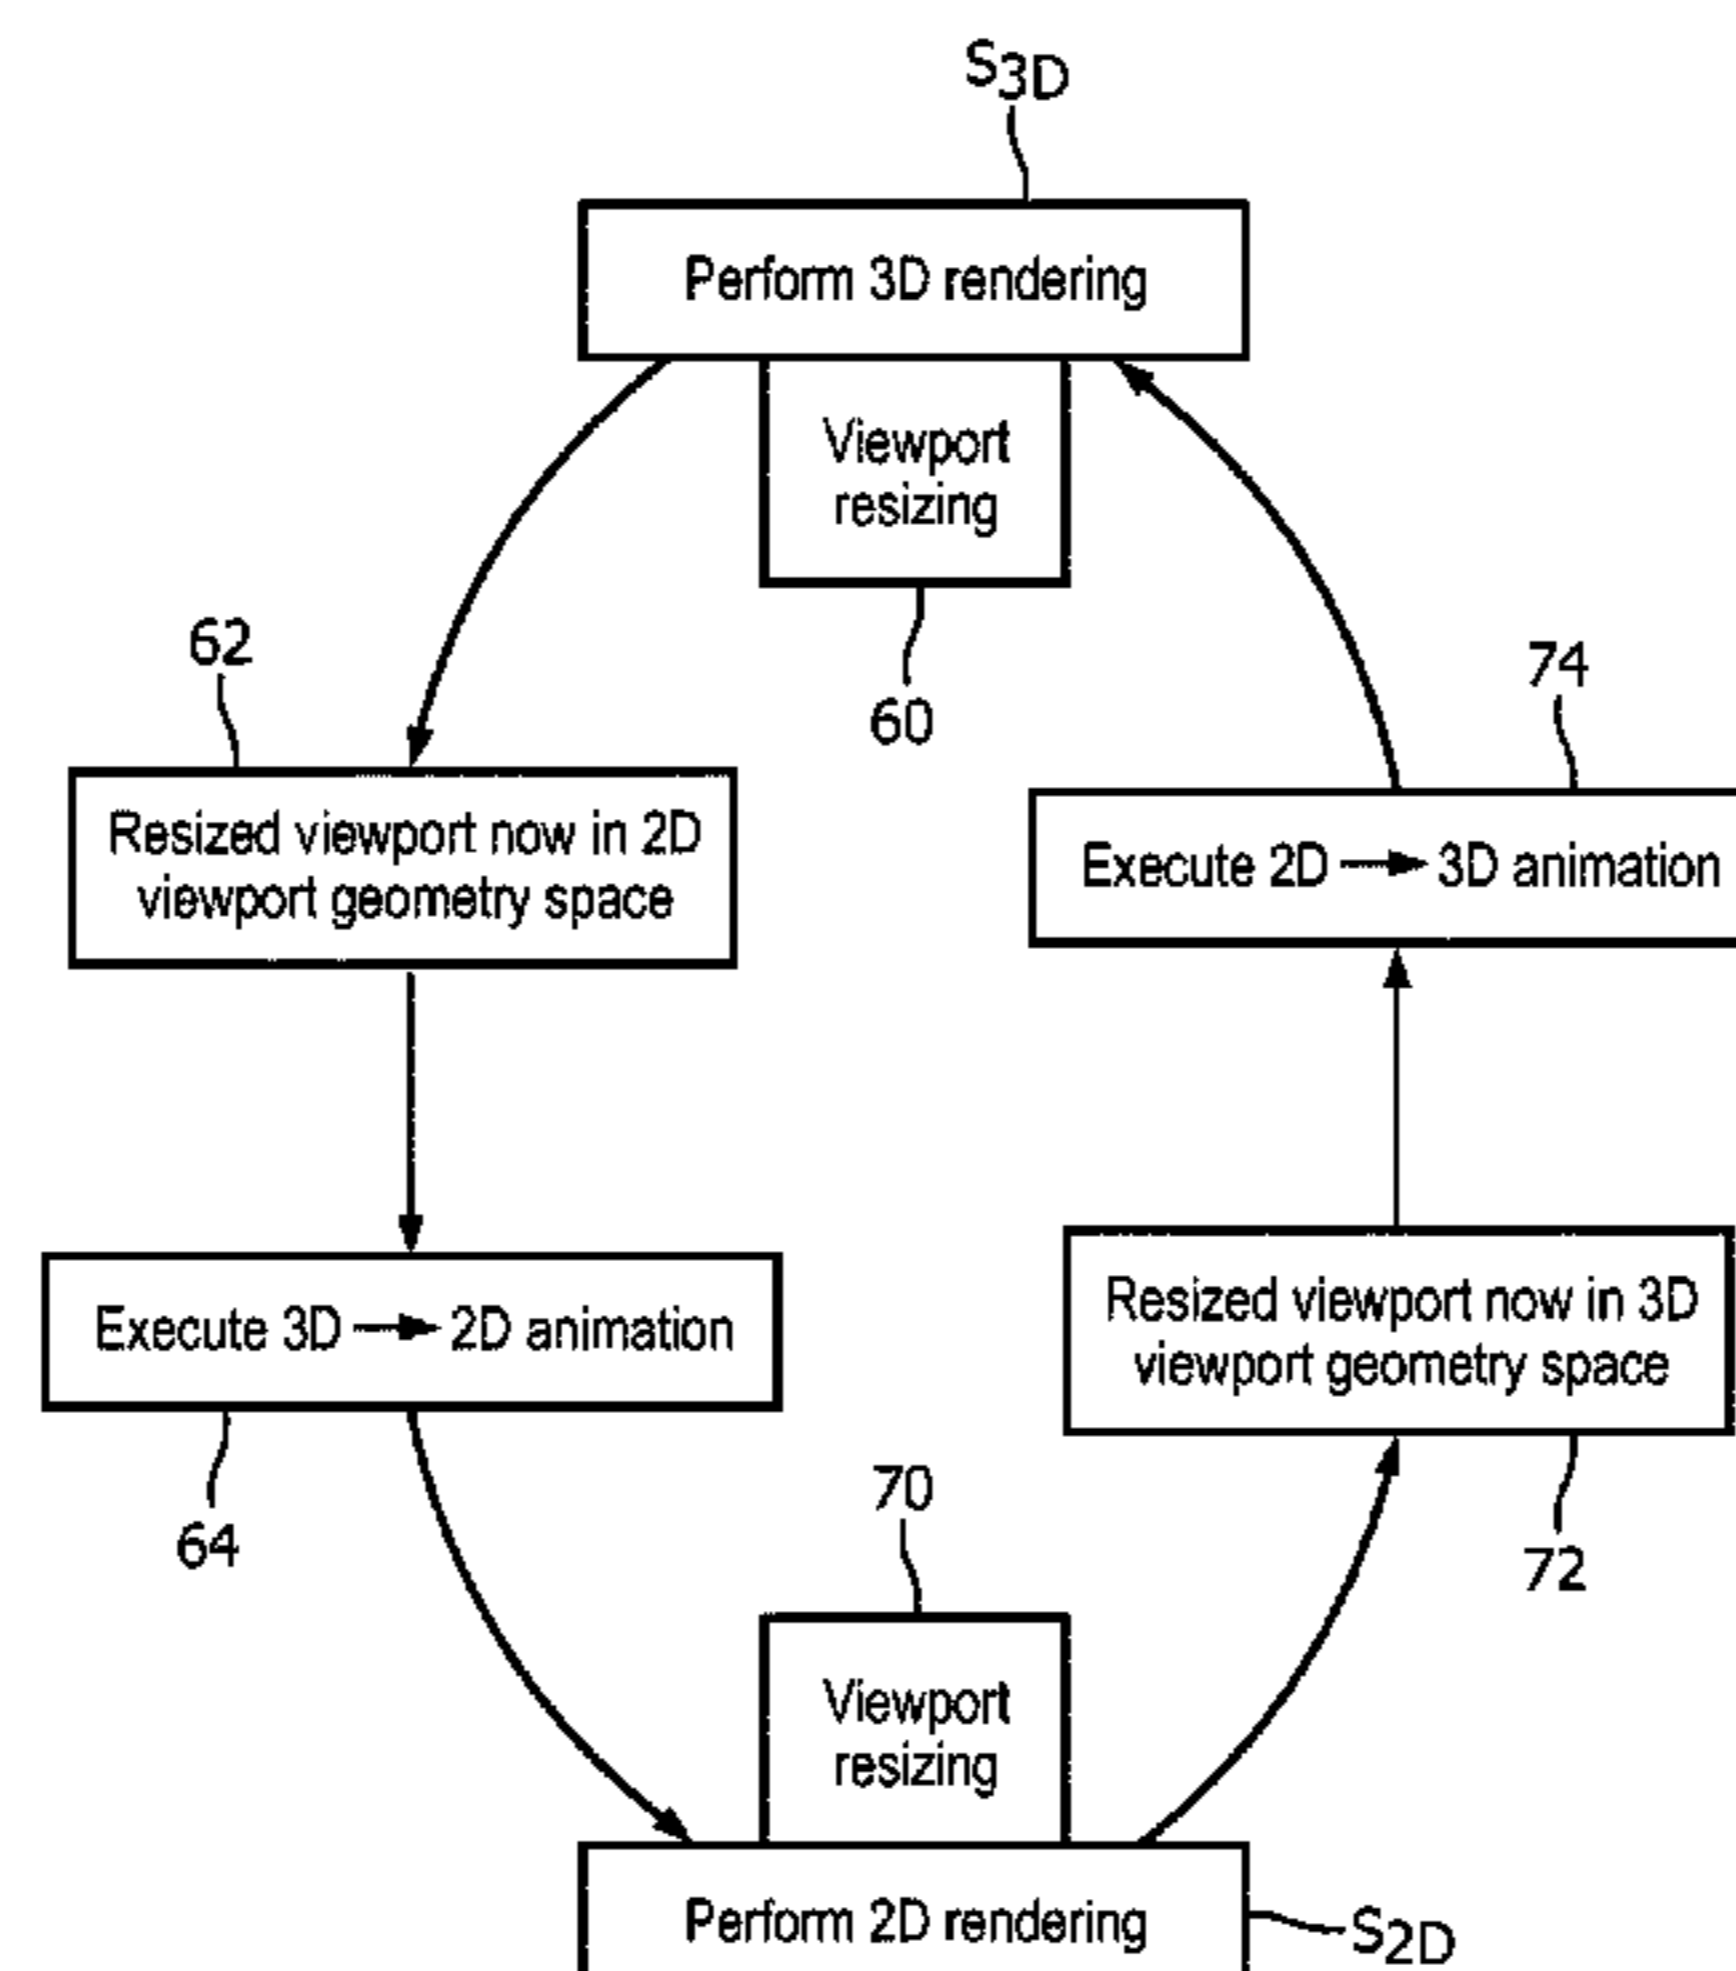 S3D
Perform 3D rendering
Viewport
resizing
60
62
Resized viewport now in 2D
viewport geometry space
74
Execute 2D → 3D animation
Execute 3D → 2D animation
64
Resized viewport now in 3D
viewport geometry space
72
70
Viewport
resizing
Perform 2D rendering
S2D